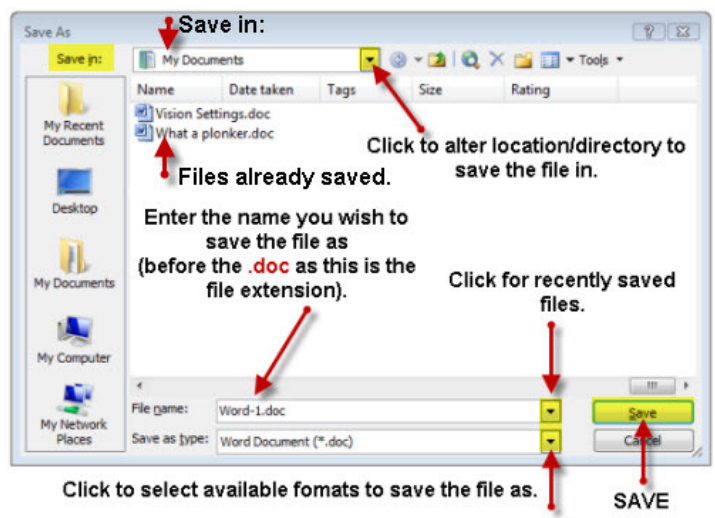 Save As
Save in:
Save in:
My Documents
Tools
Name Date taken Tags Size Rating
Vision Settings.doc
What a plonker.doc
My Recent
Documents
Desktop
My Documents
My Computer
My Network
Places
Click to alter location/directory to
save the file in.
Files already saved.
Enter the name you wish to
save the file as
(before the .doc as this is the
file extension).
Click for recently saved
files.
File name: Word-1.doc
Save
Save as type: Word Document (*.doc)
Cancel
Click to select available fomats to save the file as.
SAVE